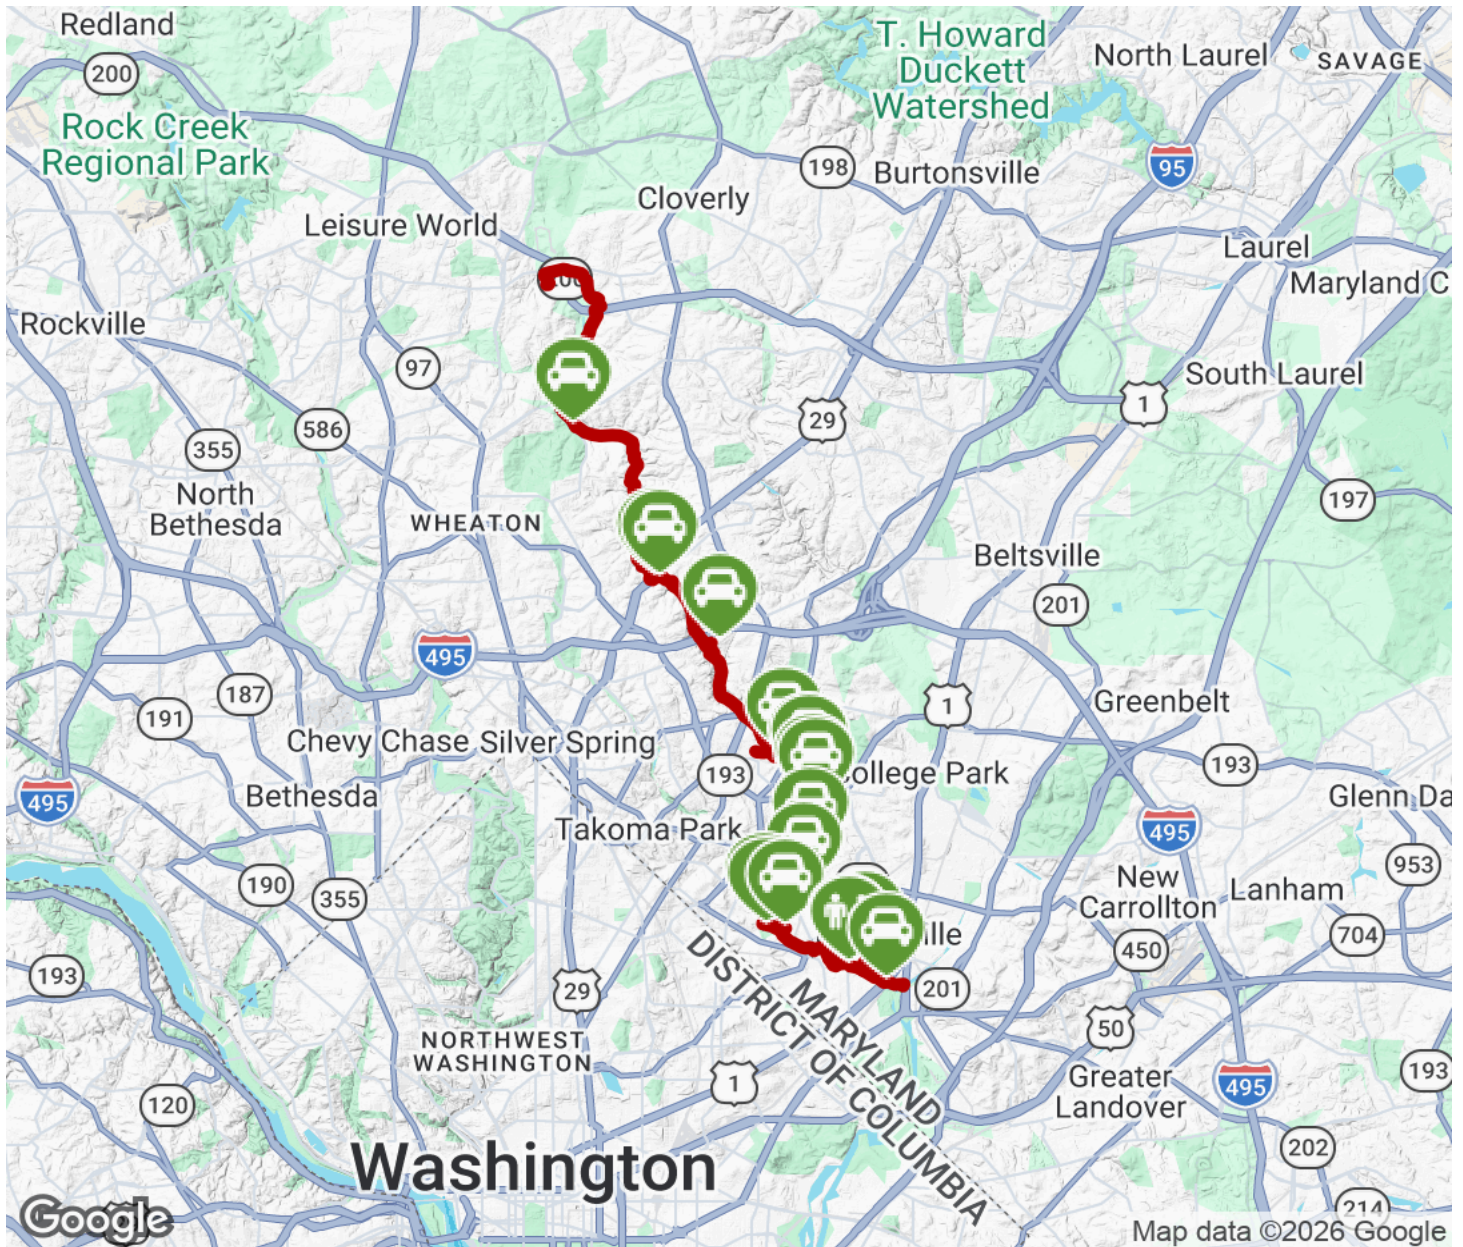 Redland
200
Rock Creek
Regional Park
T. Howard
Duckett
Watershed
North Laurel
SAVAGE
95
198
Burtonsville
Cloverly
Leisure World
Laurel
Maryland C
Rockville
97
South Laurel
1
29
586
355
North
Bethesda
WHEATON
197
Beltsville
201
495
187
191
Greenbelt
1
Chevy Chase
Silver Spring
193
ollege Park
193
495
Bethesda
Glenn Da
Takoma Park
495
953
190
355
New
Carrollton
Lanham
ille
704
450
193
29
201
DISTRICT OF COLUMBIA
MARYLAND
50
NORTHWEST
WASHINGTON
1
193
120
Greater
Landover
495
202
Washington
214
Google
Map data ©2026 Google